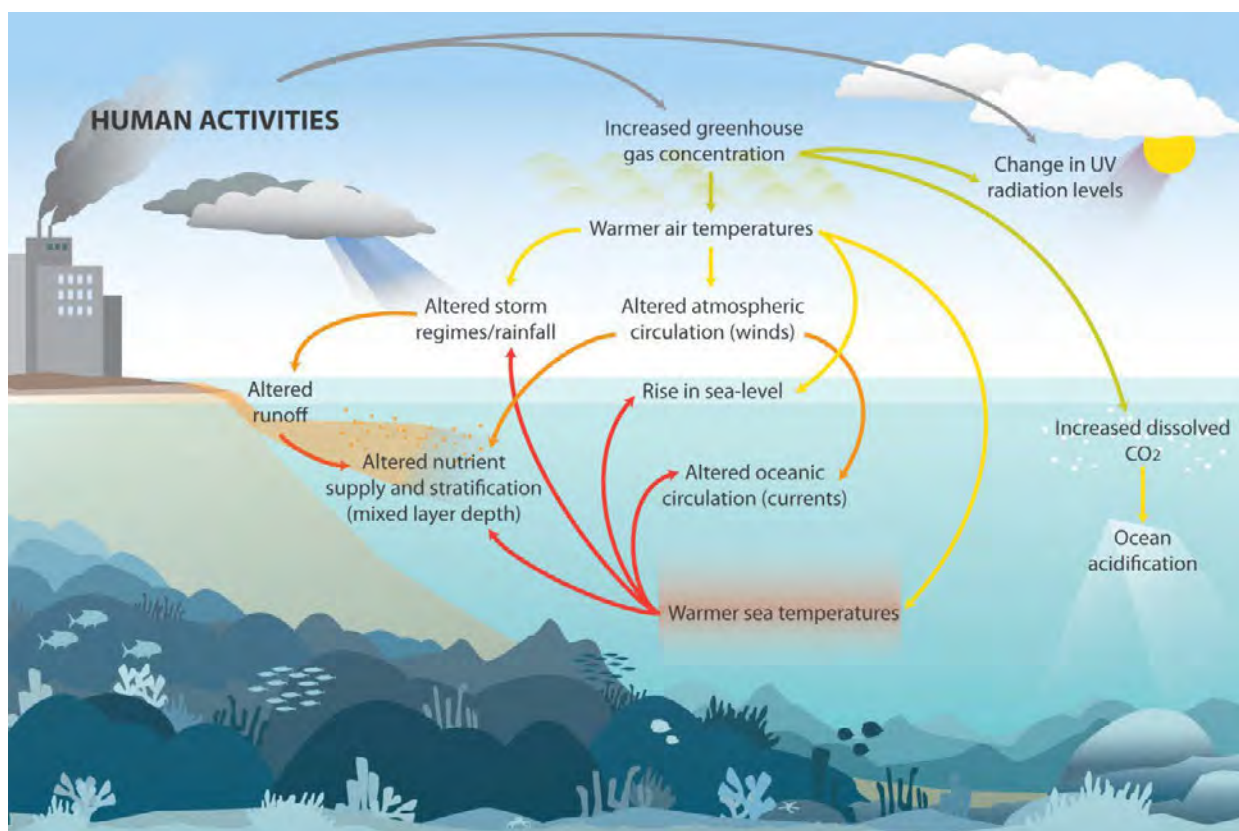 HUMAN ACTIVITIES
Increased greenhouse
gas concentration
Change in UV
radiation levels
Warmer air temperatures
Altered storm
regimes/rainfall
Altered atmospheric
circulation (winds)
Altered
runoff
Rise in sea-level
Increased dissolved
CO2
Altered nutrient
supply and stratification
(mixed layer depth)
Altered oceanic
circulation (currents)
Ocean
acidification
Warmer sea temperatures